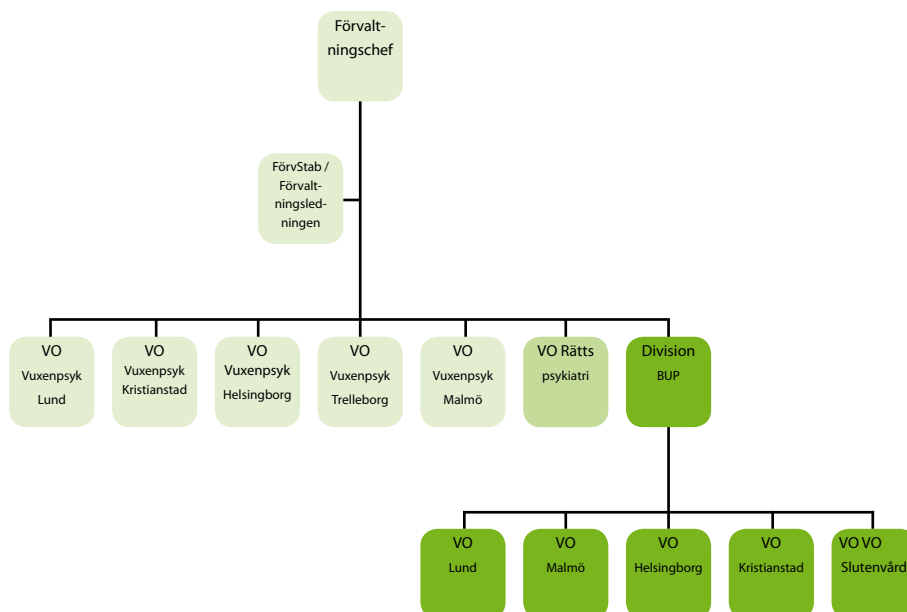 Förvalt-
ningschef
FörvStab /
Förvalt-
ningsled-
ningen
VO
Vuxenpsyk
Lund
VO
Vuxenpsyk
Kristianstad
VO
Vuxenpsyk
Helsingborg
VO
Vuxenpsyk
Trelleborg
VO
Vuxenpsyk
Malmö
VO Rätts
psykiatri
Division
BUP
VO
Lund
VO
Malmö
VO
Helsingborg
VO
Kristianstad
VO VO
Slutenvård